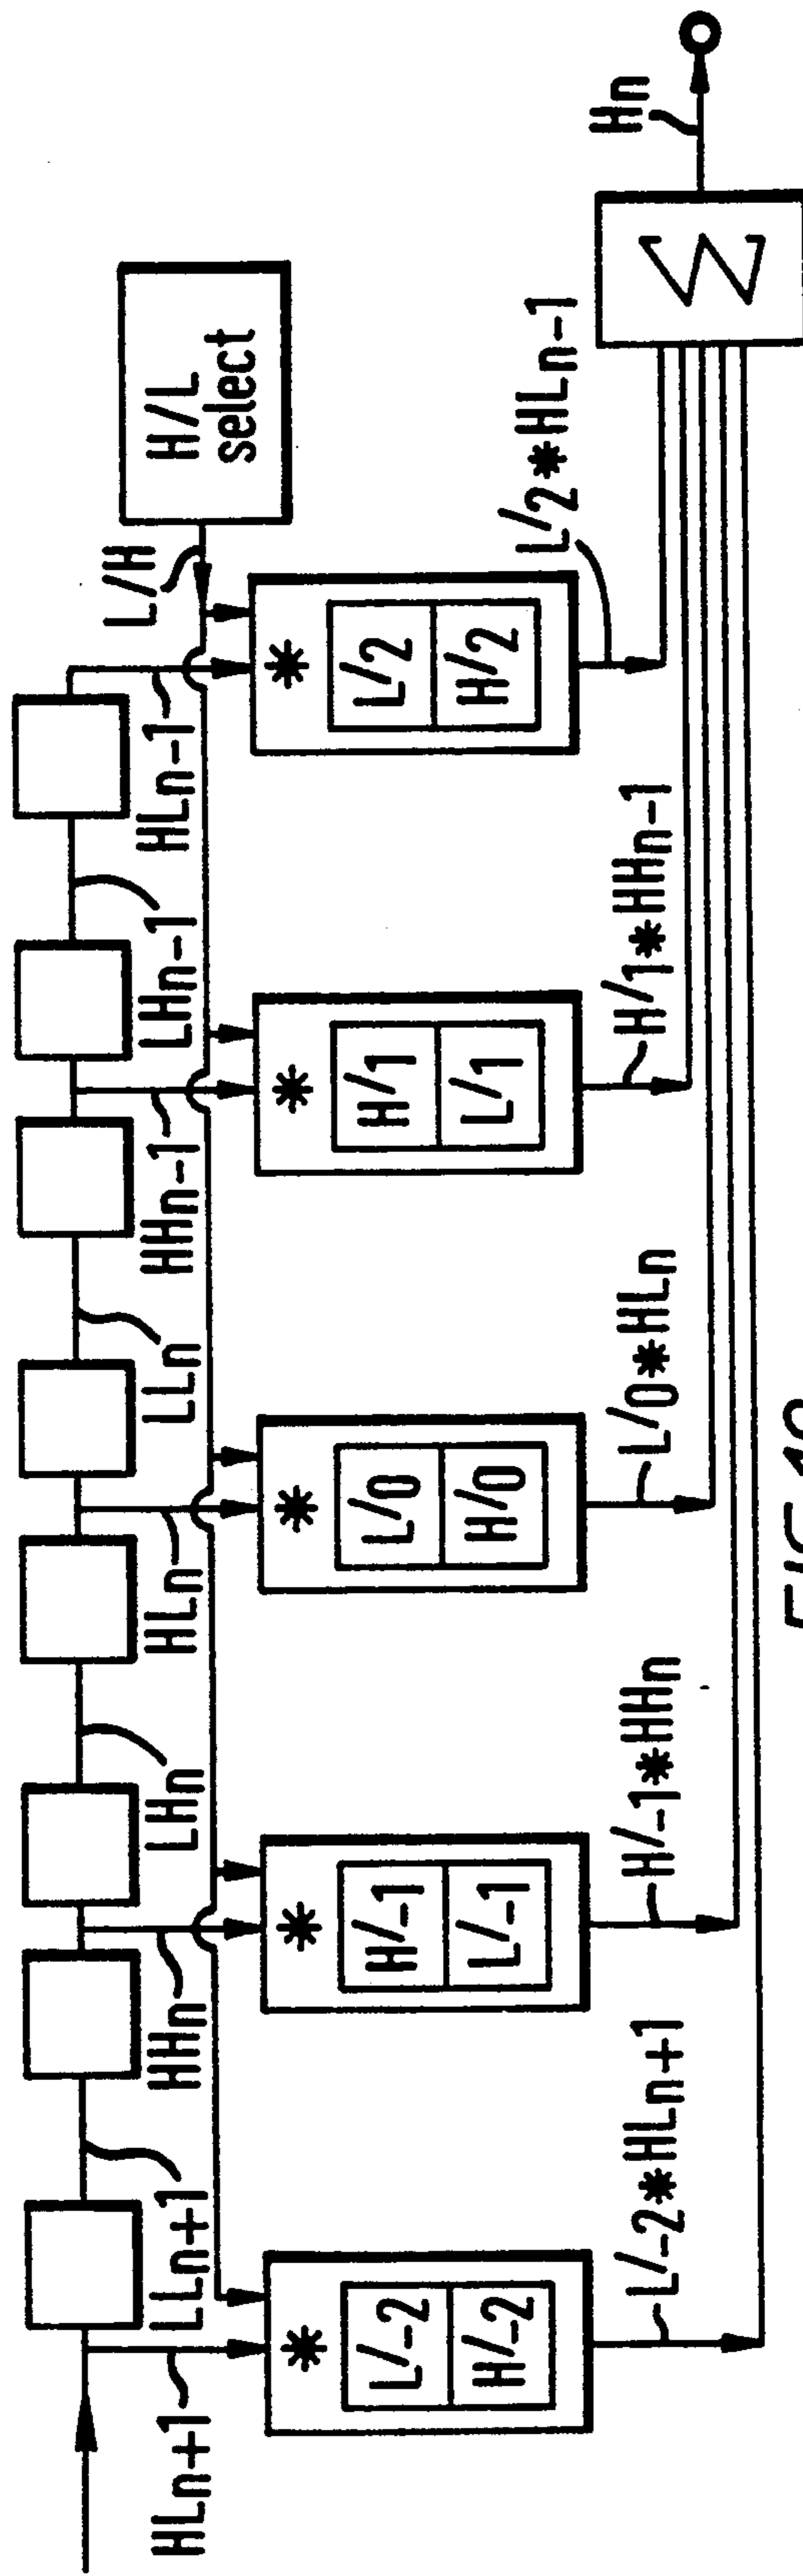 HLn+1
LLn+1
HHn
LHn
HLn
LLn
HHn-1
LHn-1
HLn-1
L/H
H/L
select
*
L/-2
H/-2
*
H/-1
L/-1
*
L/0
H/0
*
H/1
L/1
*
L/2
H/2
L/-2*HLn+1
H/-1*HHn
L/0*HLn
H/1*HHn-1
L/2*HLn-1
Σ
Hn
FIG